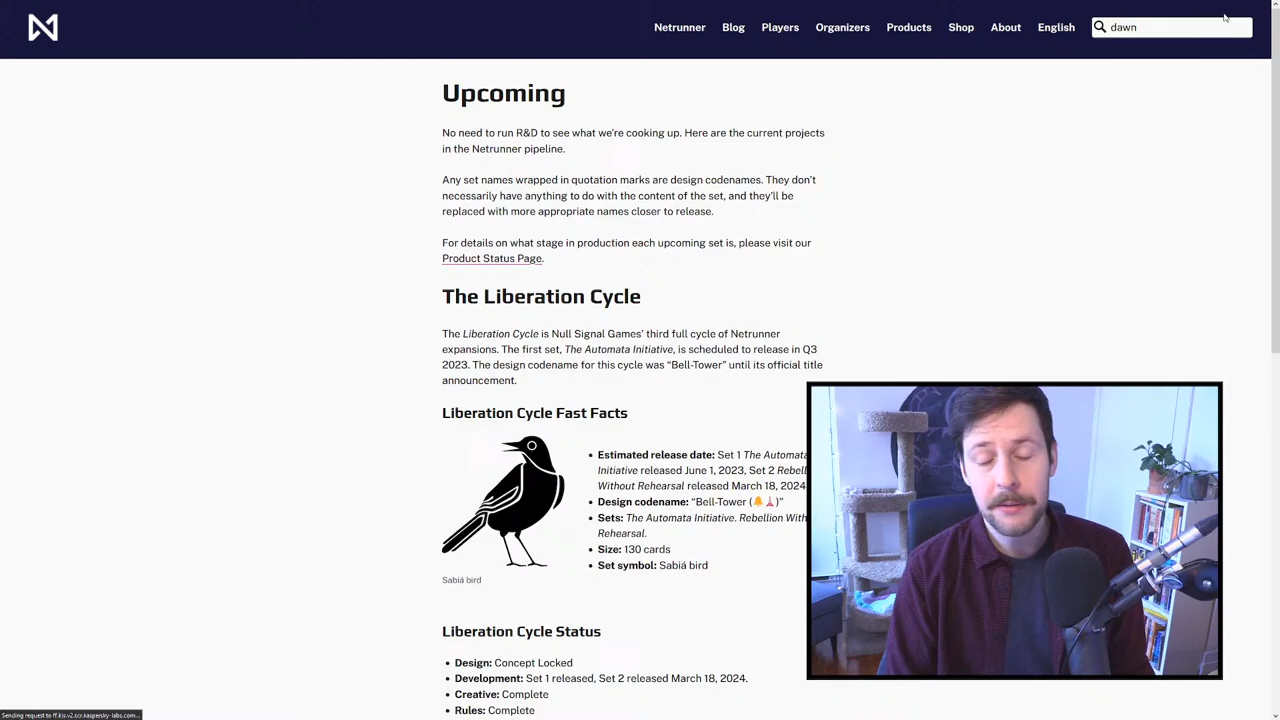 Netrunner Blog Players Organizers Products Shop About English dawn
Upcoming
No need to run R&D to see what we're cooking up. Here are the current projects
in the Netrunner pipeline.
Any set names wrapped in quotation marks are design codenames. They don't
necessarily have anything to do with the content of the set, and they'll be
replaced with more appropriate names closer to release.
For details on what stage in production each upcoming set is, please visit our
Product Status Page.
The Liberation Cycle
The Liberation Cycle is Null Signal Games' third full cycle of Netrunner
expansions. The first set, The Automata Initiative, is scheduled to release in Q3
2023. The design codename for this cycle was “Bell-Tower” until its official title
announcement.
Liberation Cycle Fast Facts
• Estimated release date: Set 1 The Automata
Initiative released June 1, 2023, Set 2 Rebell
Without Rehearsal released March 18, 2024
• Design codename: “Bell-Tower (🔔🗼)”
• Sets: The Automata Initiative. Rebellion With
Rehearsal.
• Size: 130 cards
• Set symbol: Sabiá bird
Sabiá bird
Liberation Cycle Status
• Design: Concept Locked
• Development: Set 1 released, Set 2 released March 18, 2024.
• Creative: Complete
• Rules: Complete
Sending request to ff.kis.v2.scr.kaspersky-labs.com...